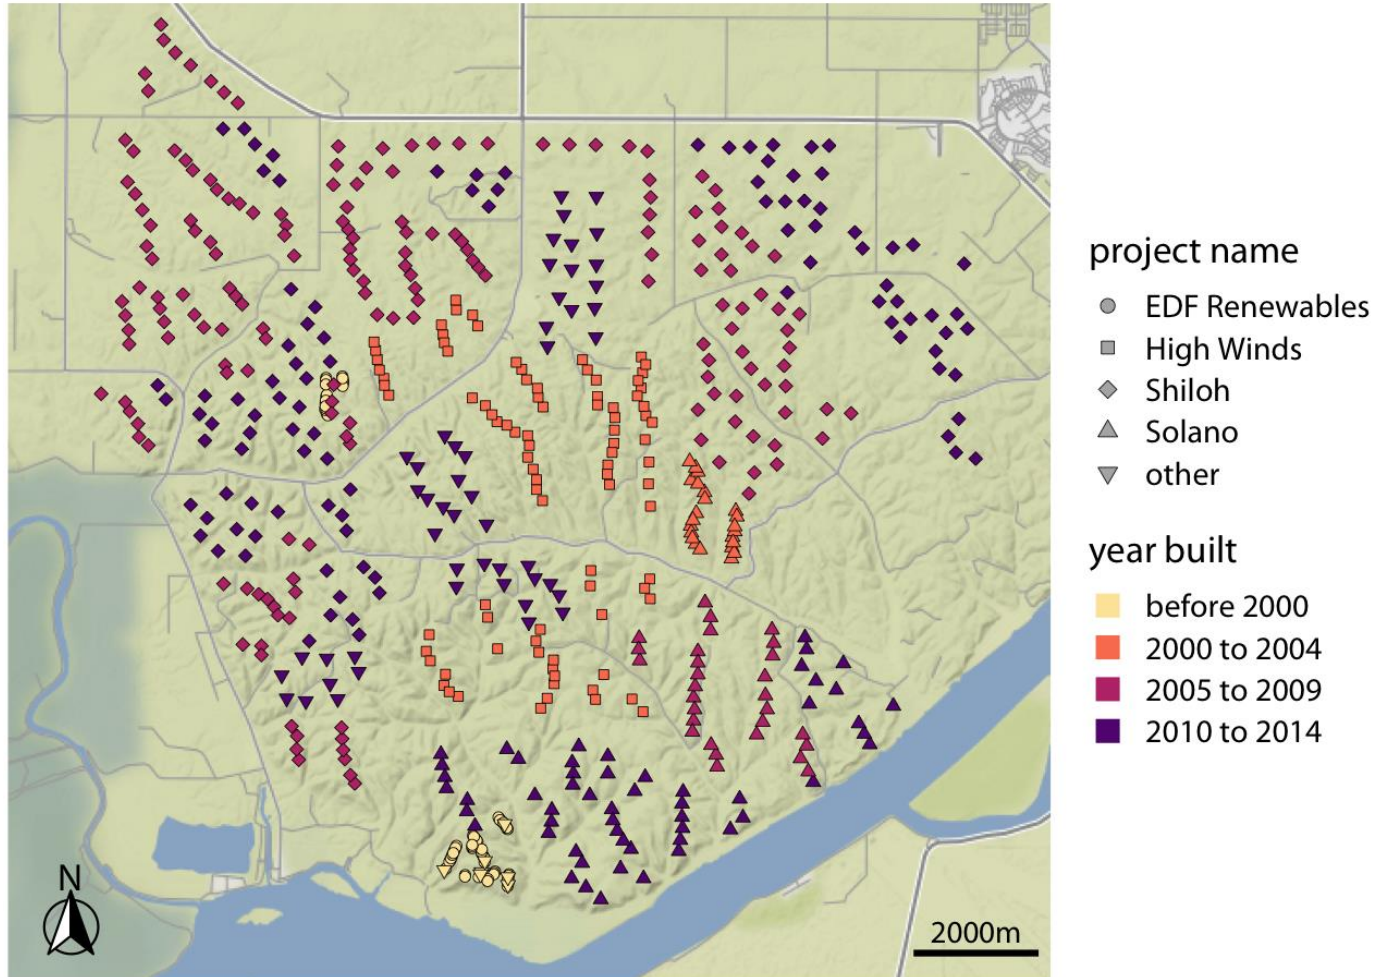 project name
EDF Renewables
High Winds
Shiloh
Solano
other
year built
before 2000
2000 to 2004
2005 to 2009
2010 to 2014
N
2000m